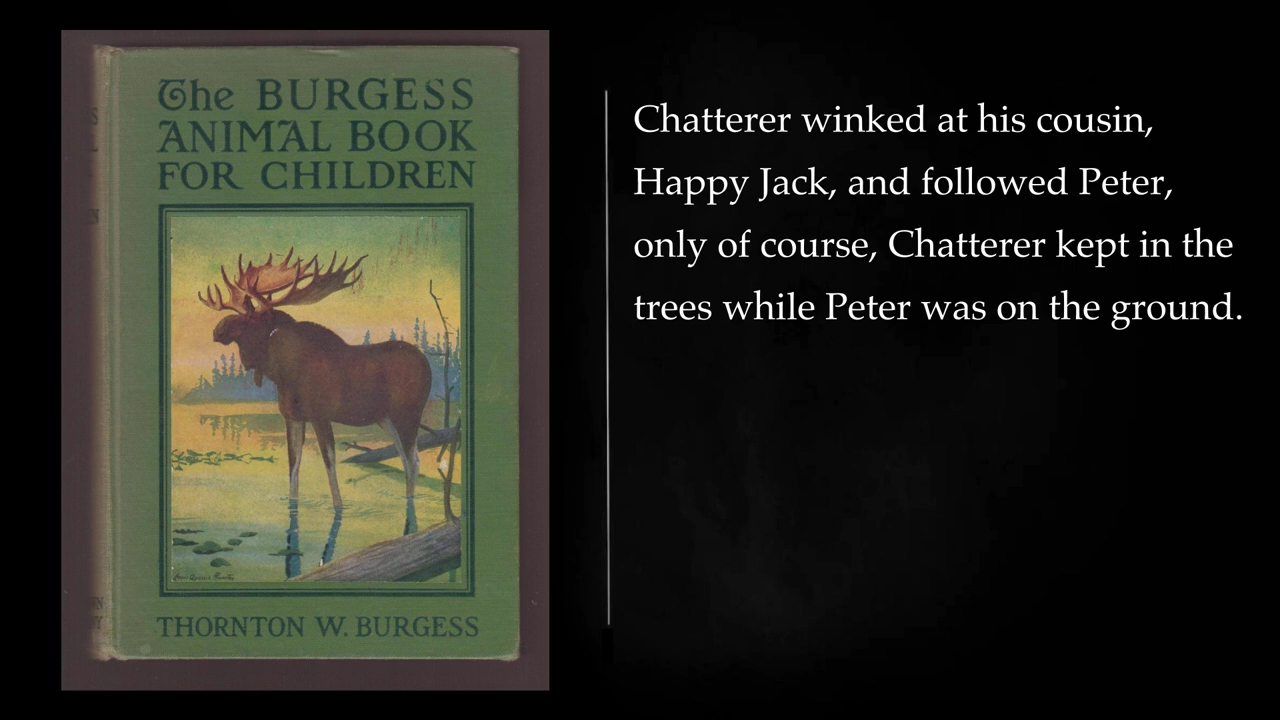 The BURGESS
ANIMAL BOOK
FOR CHILDREN
THORNTON W. BURGESS
Chatterer winked at his cousin,
Happy Jack, and followed Peter,
only of course, Chatterer kept in the
trees while Peter was on the ground.